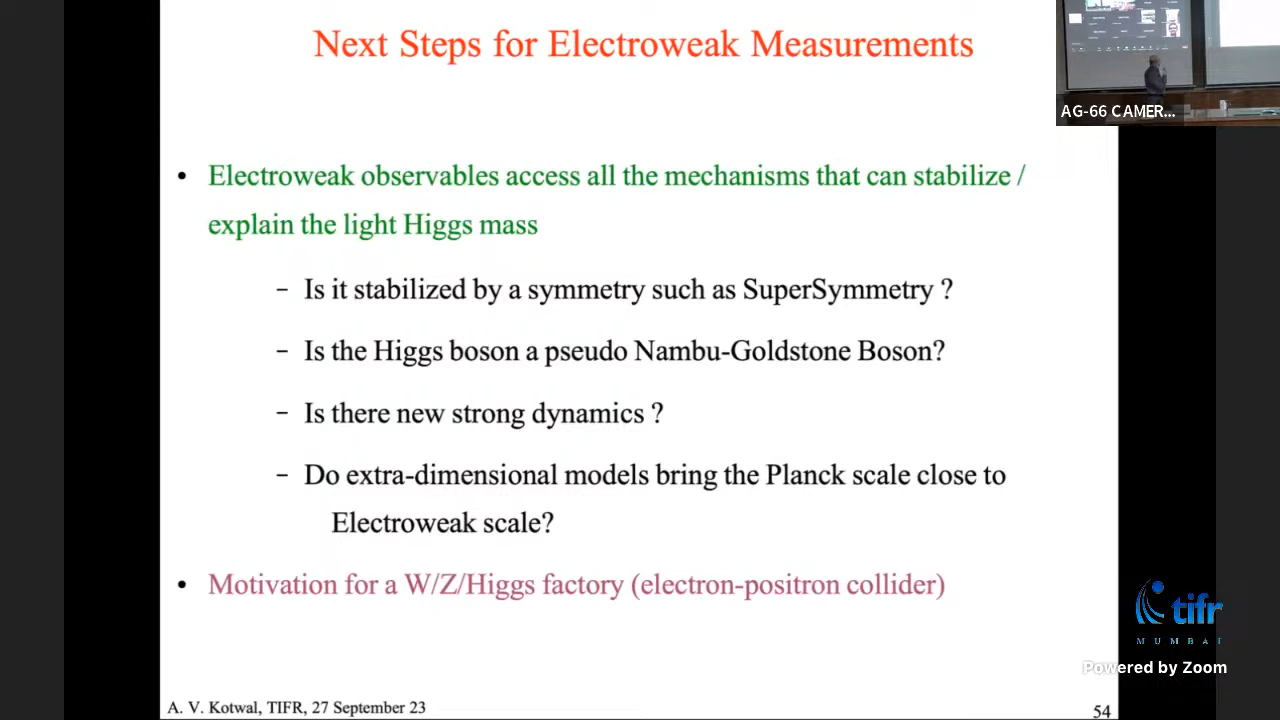 Next Steps for Electroweak Measurements
AG-66 CAMER...
• Electroweak observables access all the mechanisms that can stabilize /
explain the light Higgs mass
– Is it stabilized by a symmetry such as SuperSymmetry ?
– Is the Higgs boson a pseudo Nambu-Goldstone Boson?
– Is there new strong dynamics ?
– Do extra-dimensional models bring the Planck scale close to
Electroweak scale?
• Motivation for a W/Z/Higgs factory (electron-positron collider)
tifr
MUMBAI
Powered by Zoom
A. V. Kotwal, TIFR, 27 September 23
54